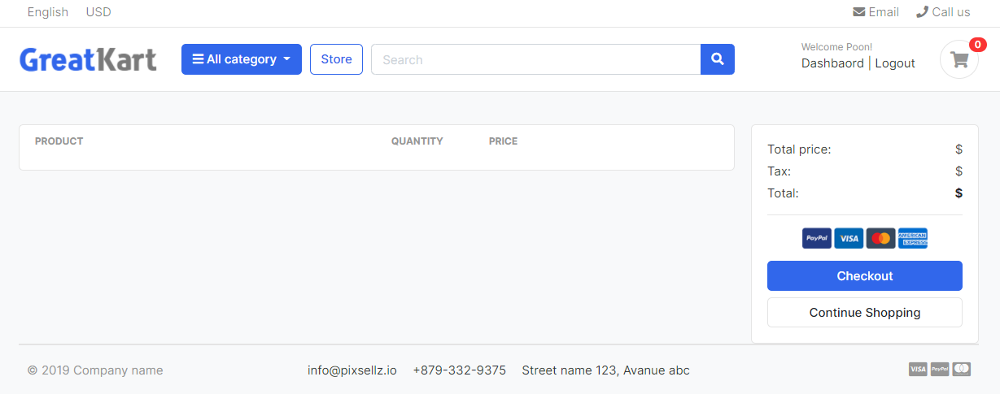 English USD Email Call us
GreatKart All category Store Search Welcome Poon! 0
Dashbaord | Logout
PRODUCT QUANTITY PRICE
Total price: $
Tax: $
Total: $
PayPal VISA AMERICAN EXPRESS
Checkout
Continue Shopping
© 2019 Company name info@pixsellz.io +879-332-9375 Street name 123, Avanue abc VISA PayPal